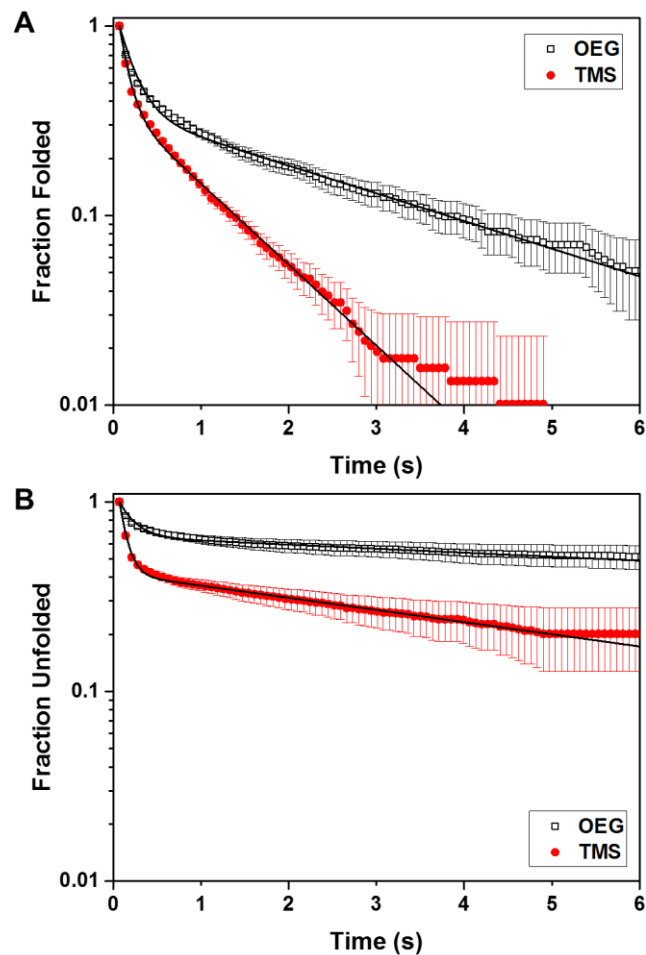 A
1
0.1
0.01
Fraction Folded
OEG
TMS
0 1 2 3 4 5 6
Time (s)
B
1
0.1
0.01
Fraction Unfolded
OEG
TMS
0 1 2 3 4 5 6
Time (s)